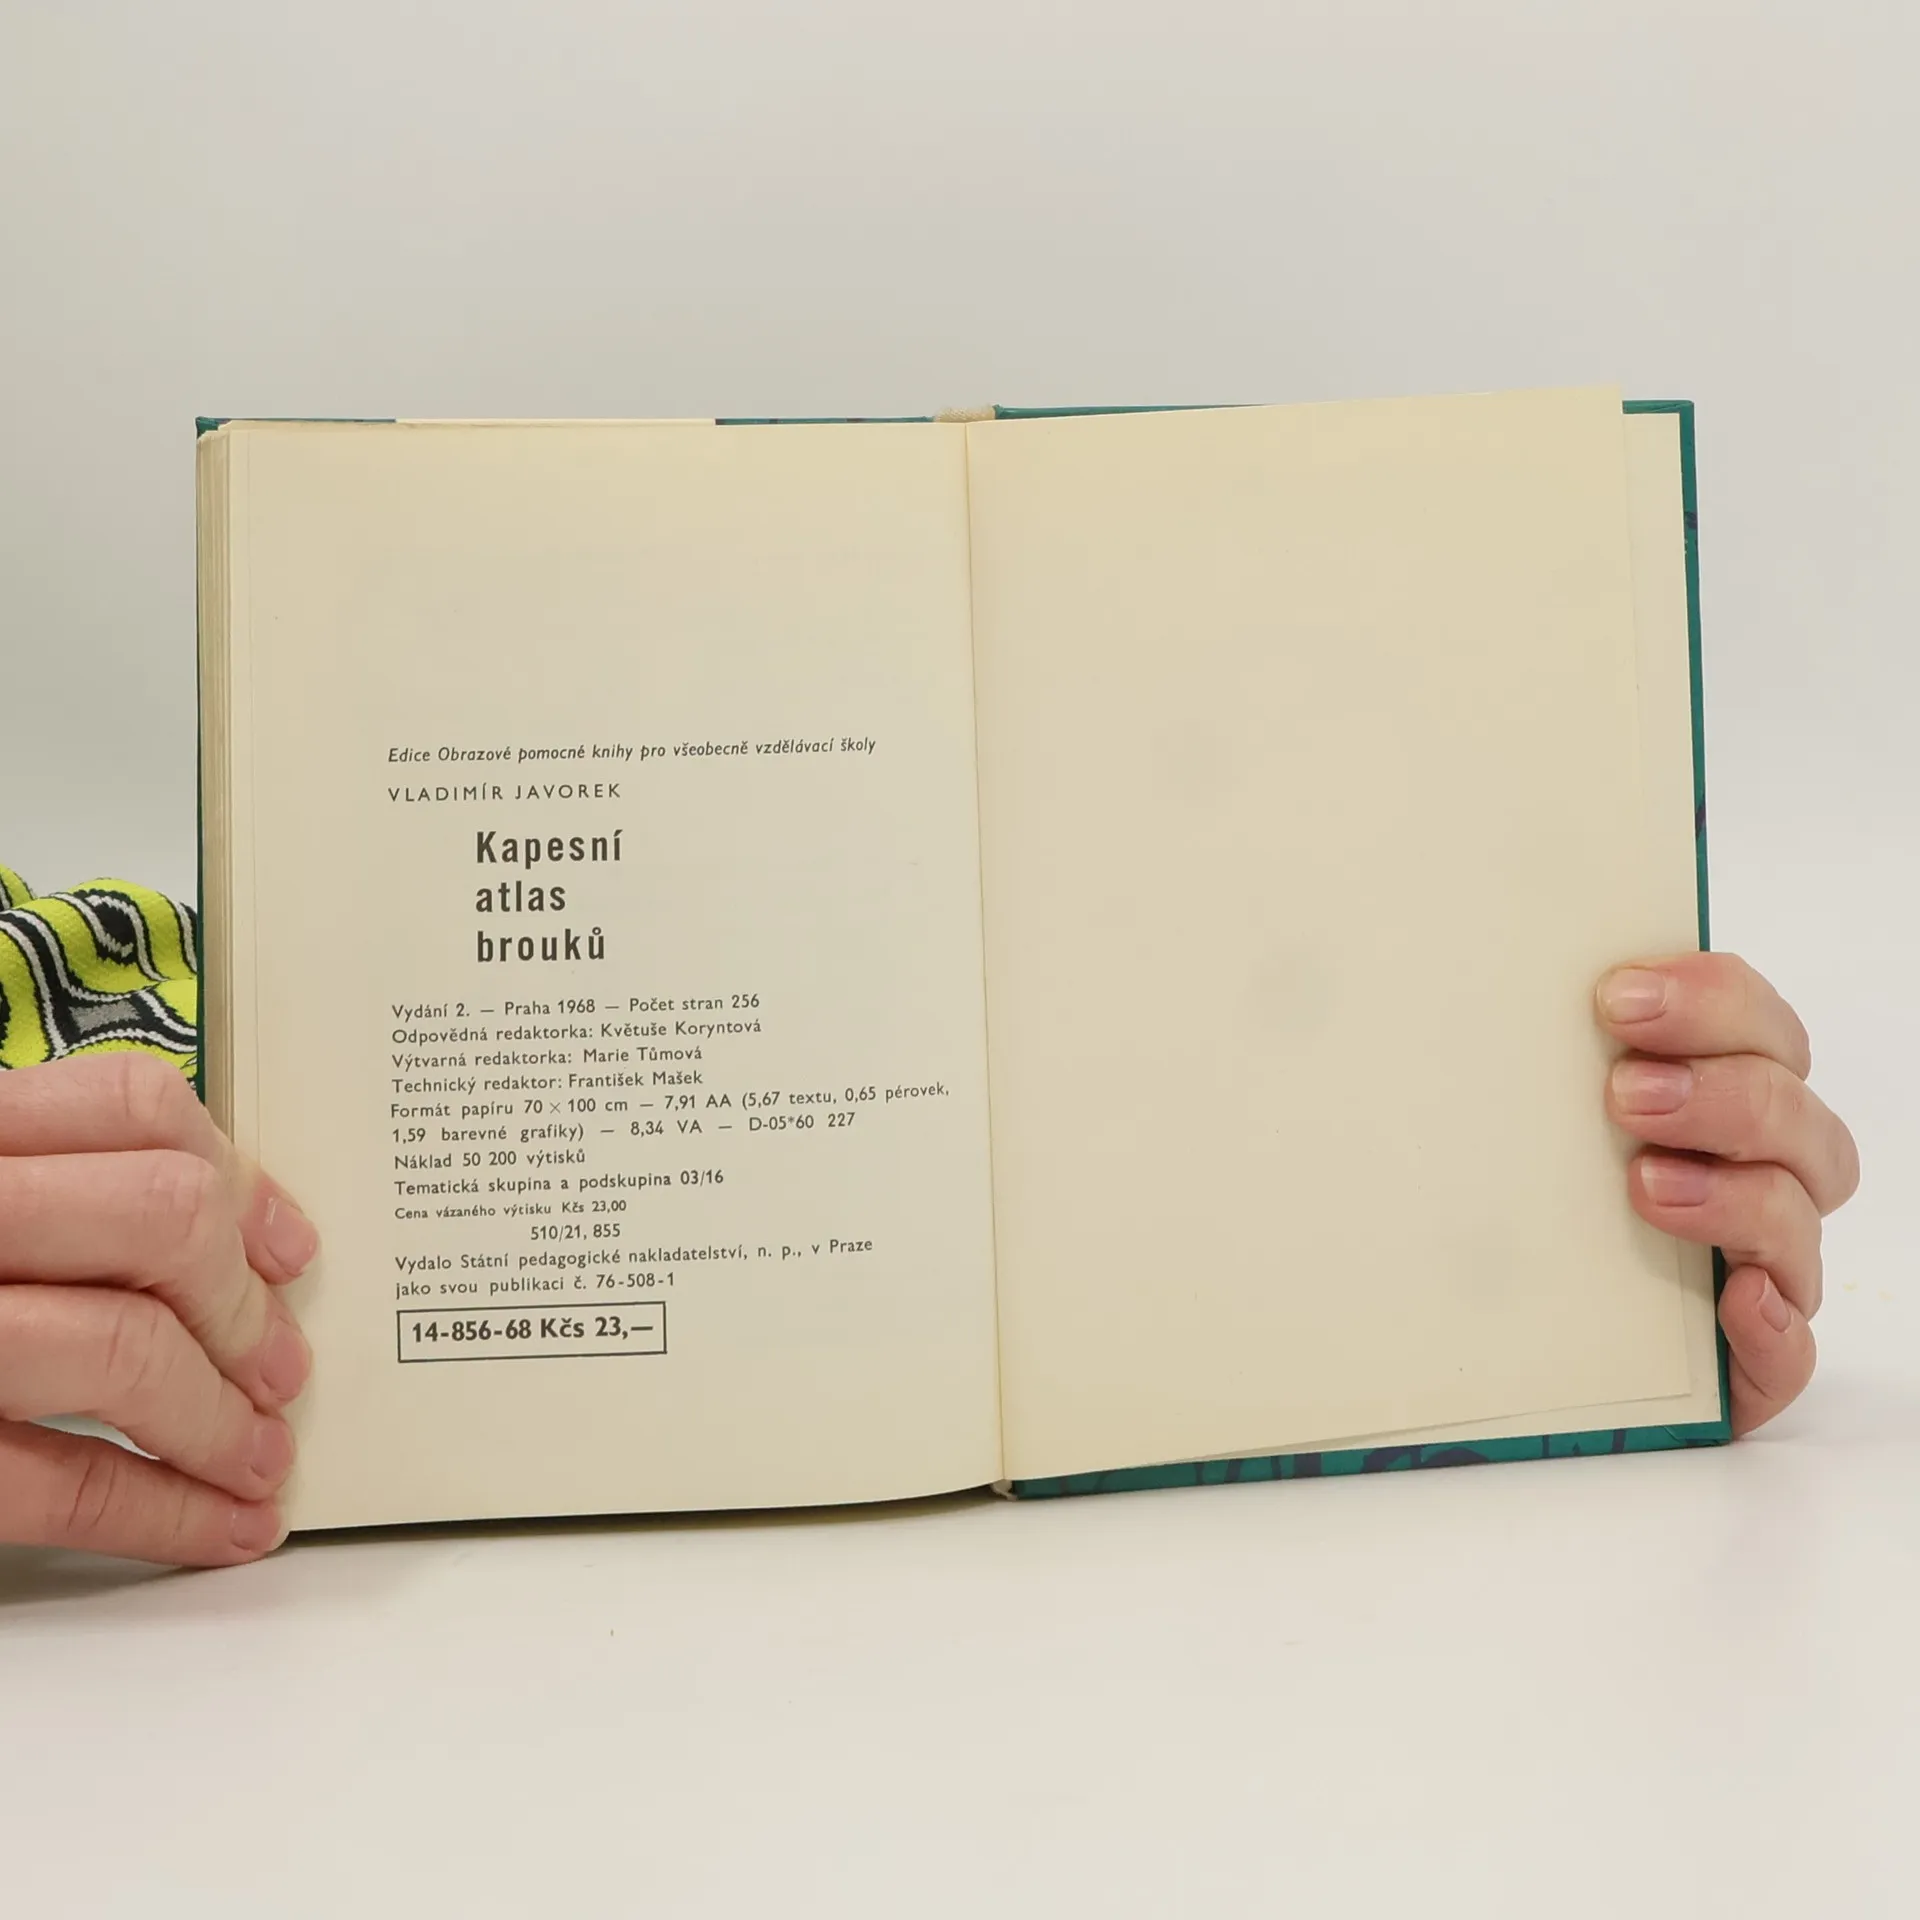 Edice Obrazové pomocné knihy pro všeobecně vzdělávací školy
VLADIMÍR JAVOREK
Kapesní
atlas
brouků
Vydání 2. — Praha 1968 — Počet stran 256
Odpovědná redaktorka: Květuše Koryntová
Výtvarná redaktorka: Marie Tůmová
Technický redaktor: František Mašek
Formát papíru 70 × 100 cm — 7,91 AA (5,67 textu, 0,65 pérovek,
1,59 barevné grafiky) — 8,34 VA — D-05*60 227
Náklad 50 200 výtisků
Tematická skupina a podskupina 03/16
Cena vázaného výtisku Kčs 23,00
510/21, 855
Vydalo Státní pedagogické nakladatelství, n. p., v Praze
jako svou publikaci č. 76-508-1
14-856-68 Kčs 23,—